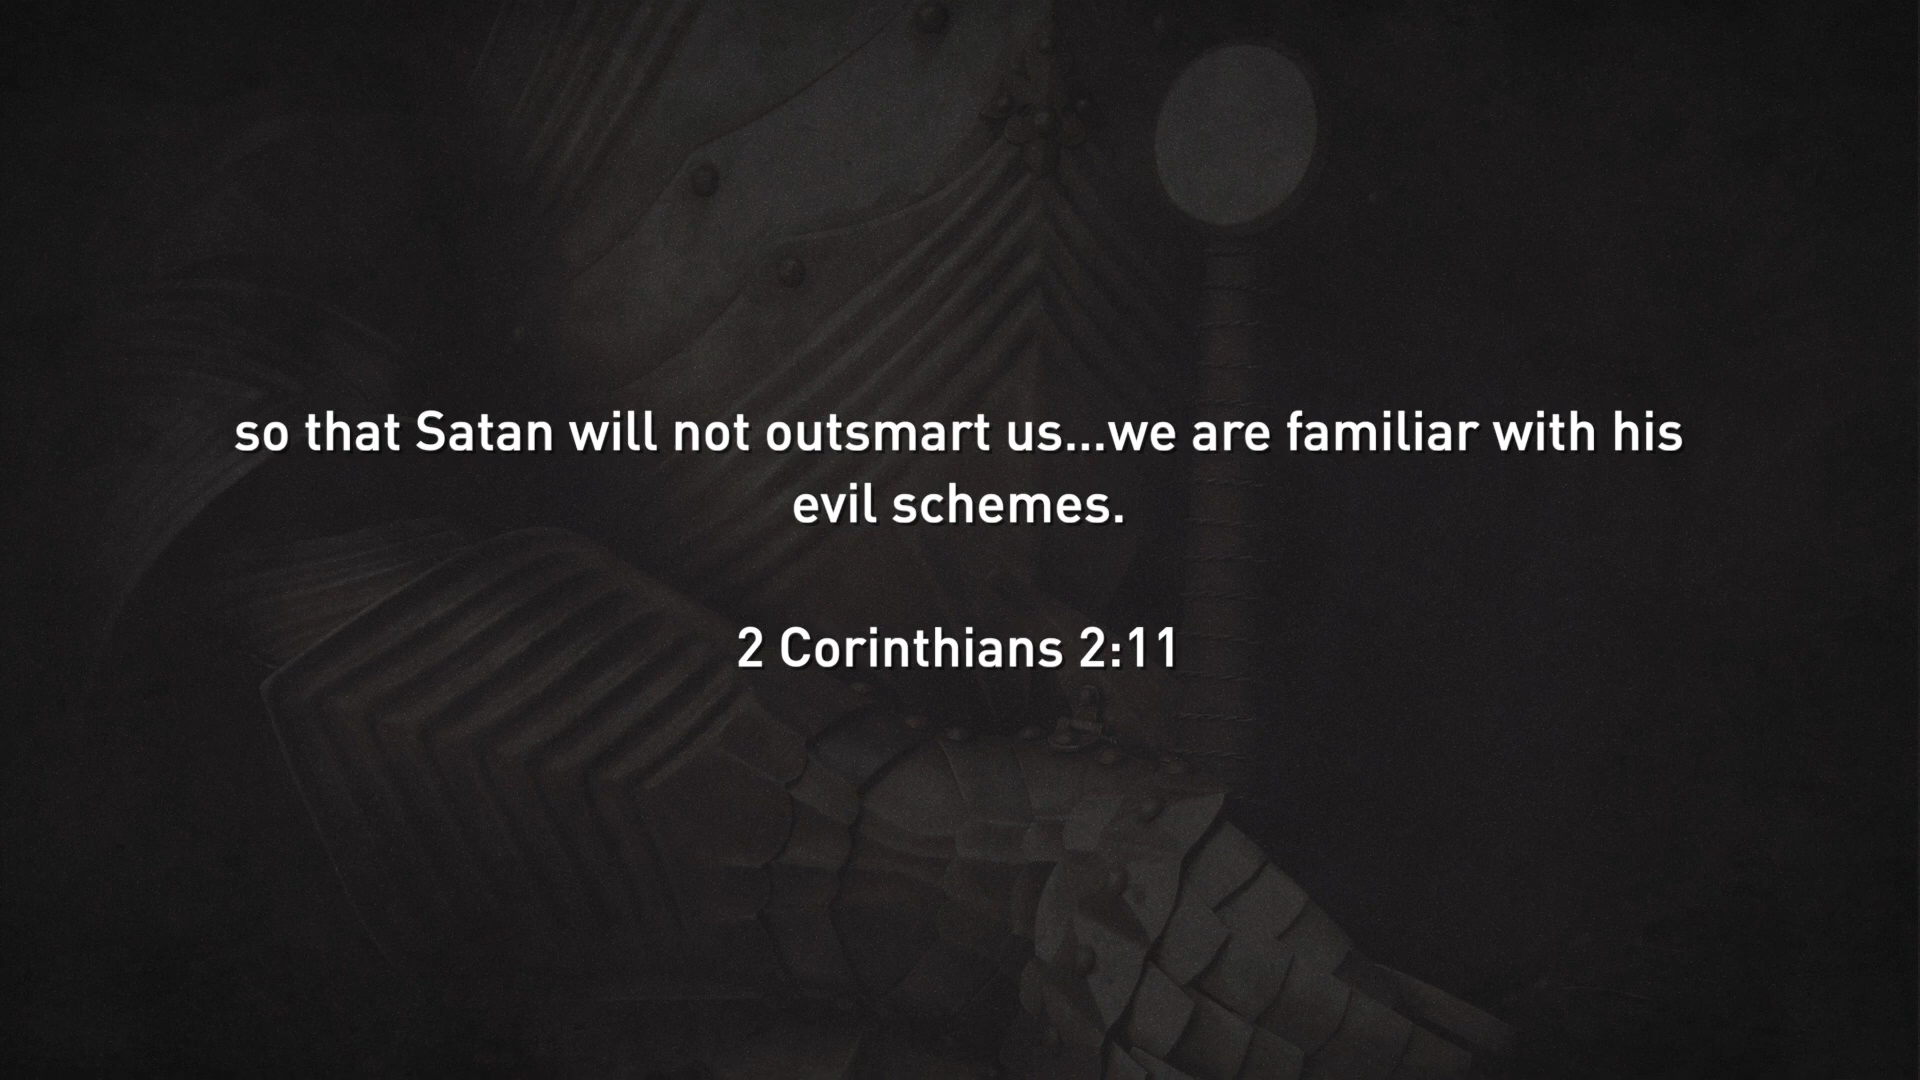 so that Satan will not outsmart us...we are familiar with his
evil schemes.
2 Corinthians 2:11